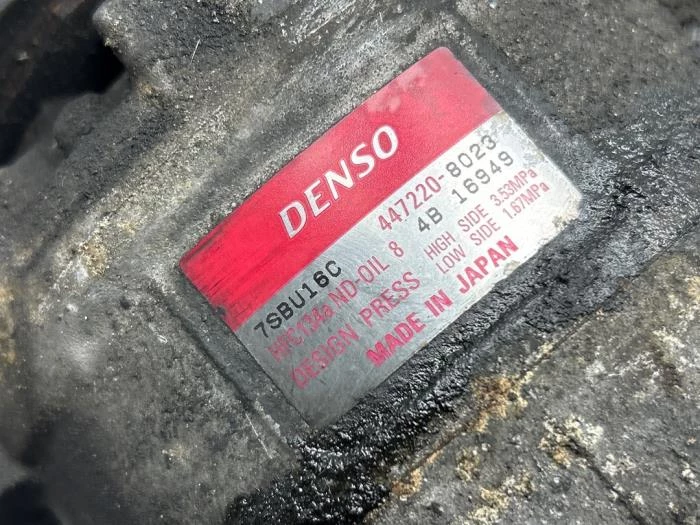 DENSO
7SBU16C 447220-8023
HFC134a ND-OIL 8 4B 16949
DESIGN PRESS HIGH SIDE 3.53MPa
LOW SIDE 1.67MPa
MADE IN JAPAN